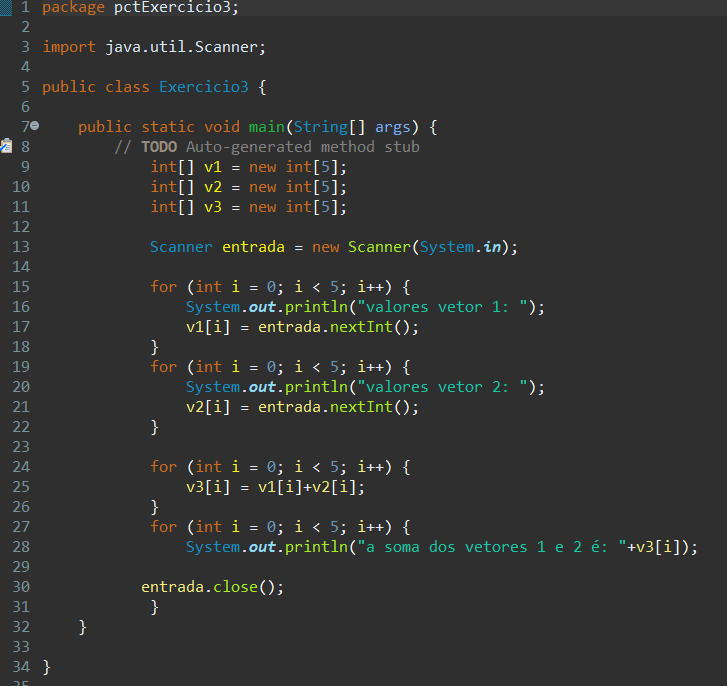 1 package pctExercicio3;
2
3 import java.util.Scanner;
4
5 public class Exercicio3 {
6
7     public static void main(String[] args) {
8         // TODO Auto-generated method stub
9             int[] v1 = new int[5];
10             int[] v2 = new int[5];
11             int[] v3 = new int[5];
12
13             Scanner entrada = new Scanner(System.in);
14
15             for (int i = 0; i < 5; i++) {
16                 System.out.println("valores vetor 1: ");
17                 v1[i] = entrada.nextInt();
18             }
19             for (int i = 0; i < 5; i++) {
20                 System.out.println("valores vetor 2: ");
21                 v2[i] = entrada.nextInt();
22             }
23
24             for (int i = 0; i < 5; i++) {
25                 v3[i] = v1[i]+v2[i];
26             }
27             for (int i = 0; i < 5; i++) {
28                 System.out.println("a soma dos vetores 1 e 2 é: "+v3[i]);
29
30            entrada.close();
31             }
32     }
33
34 }
35